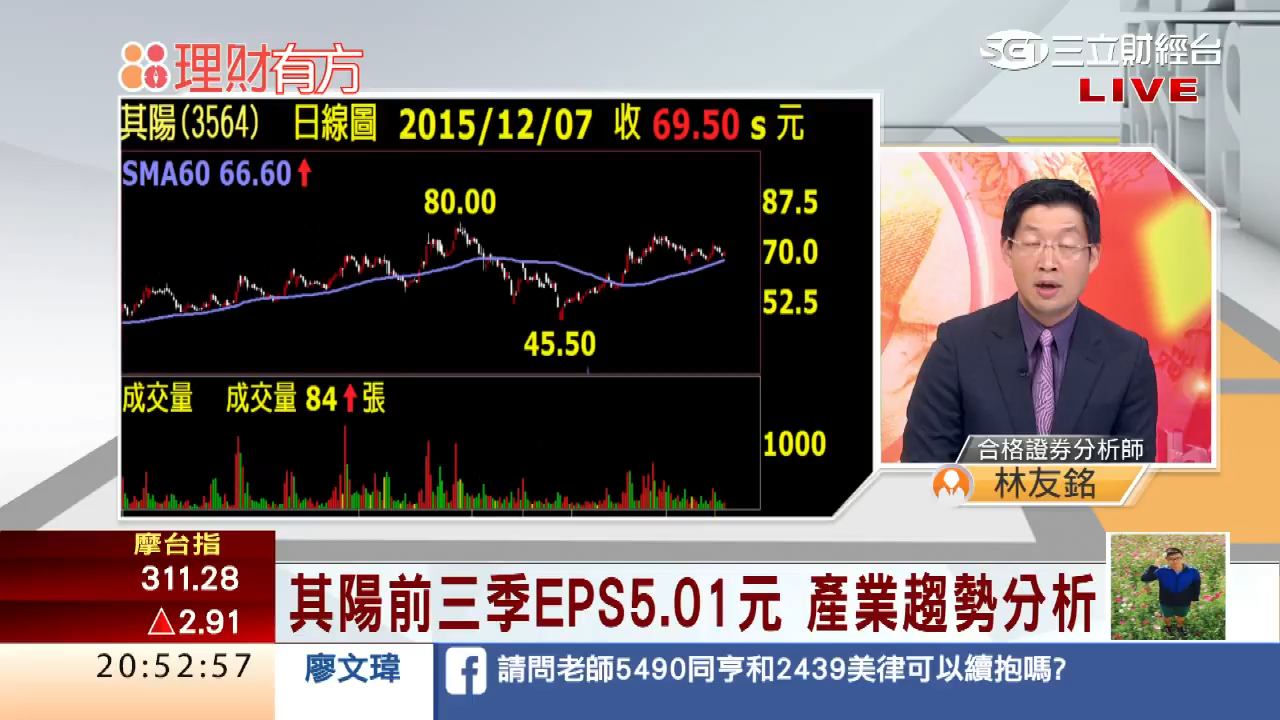 理財有方
SGT三立財經台
LIVE
其陽(3564) 日線圖 2015/12/07 收 69.50 s 元
SMA60 66.60↑
80.00
87.5
70.0
52.5
45.50
成交量 成交量 84↑張
1000
合格證券分析師
林友銘
摩台指
311.28
△2.91
其陽前三季EPS5.01元 產業趨勢分析
20:52:57
廖文瑋
f 請問老師5490同亨和2439美律可以續抱嗎?